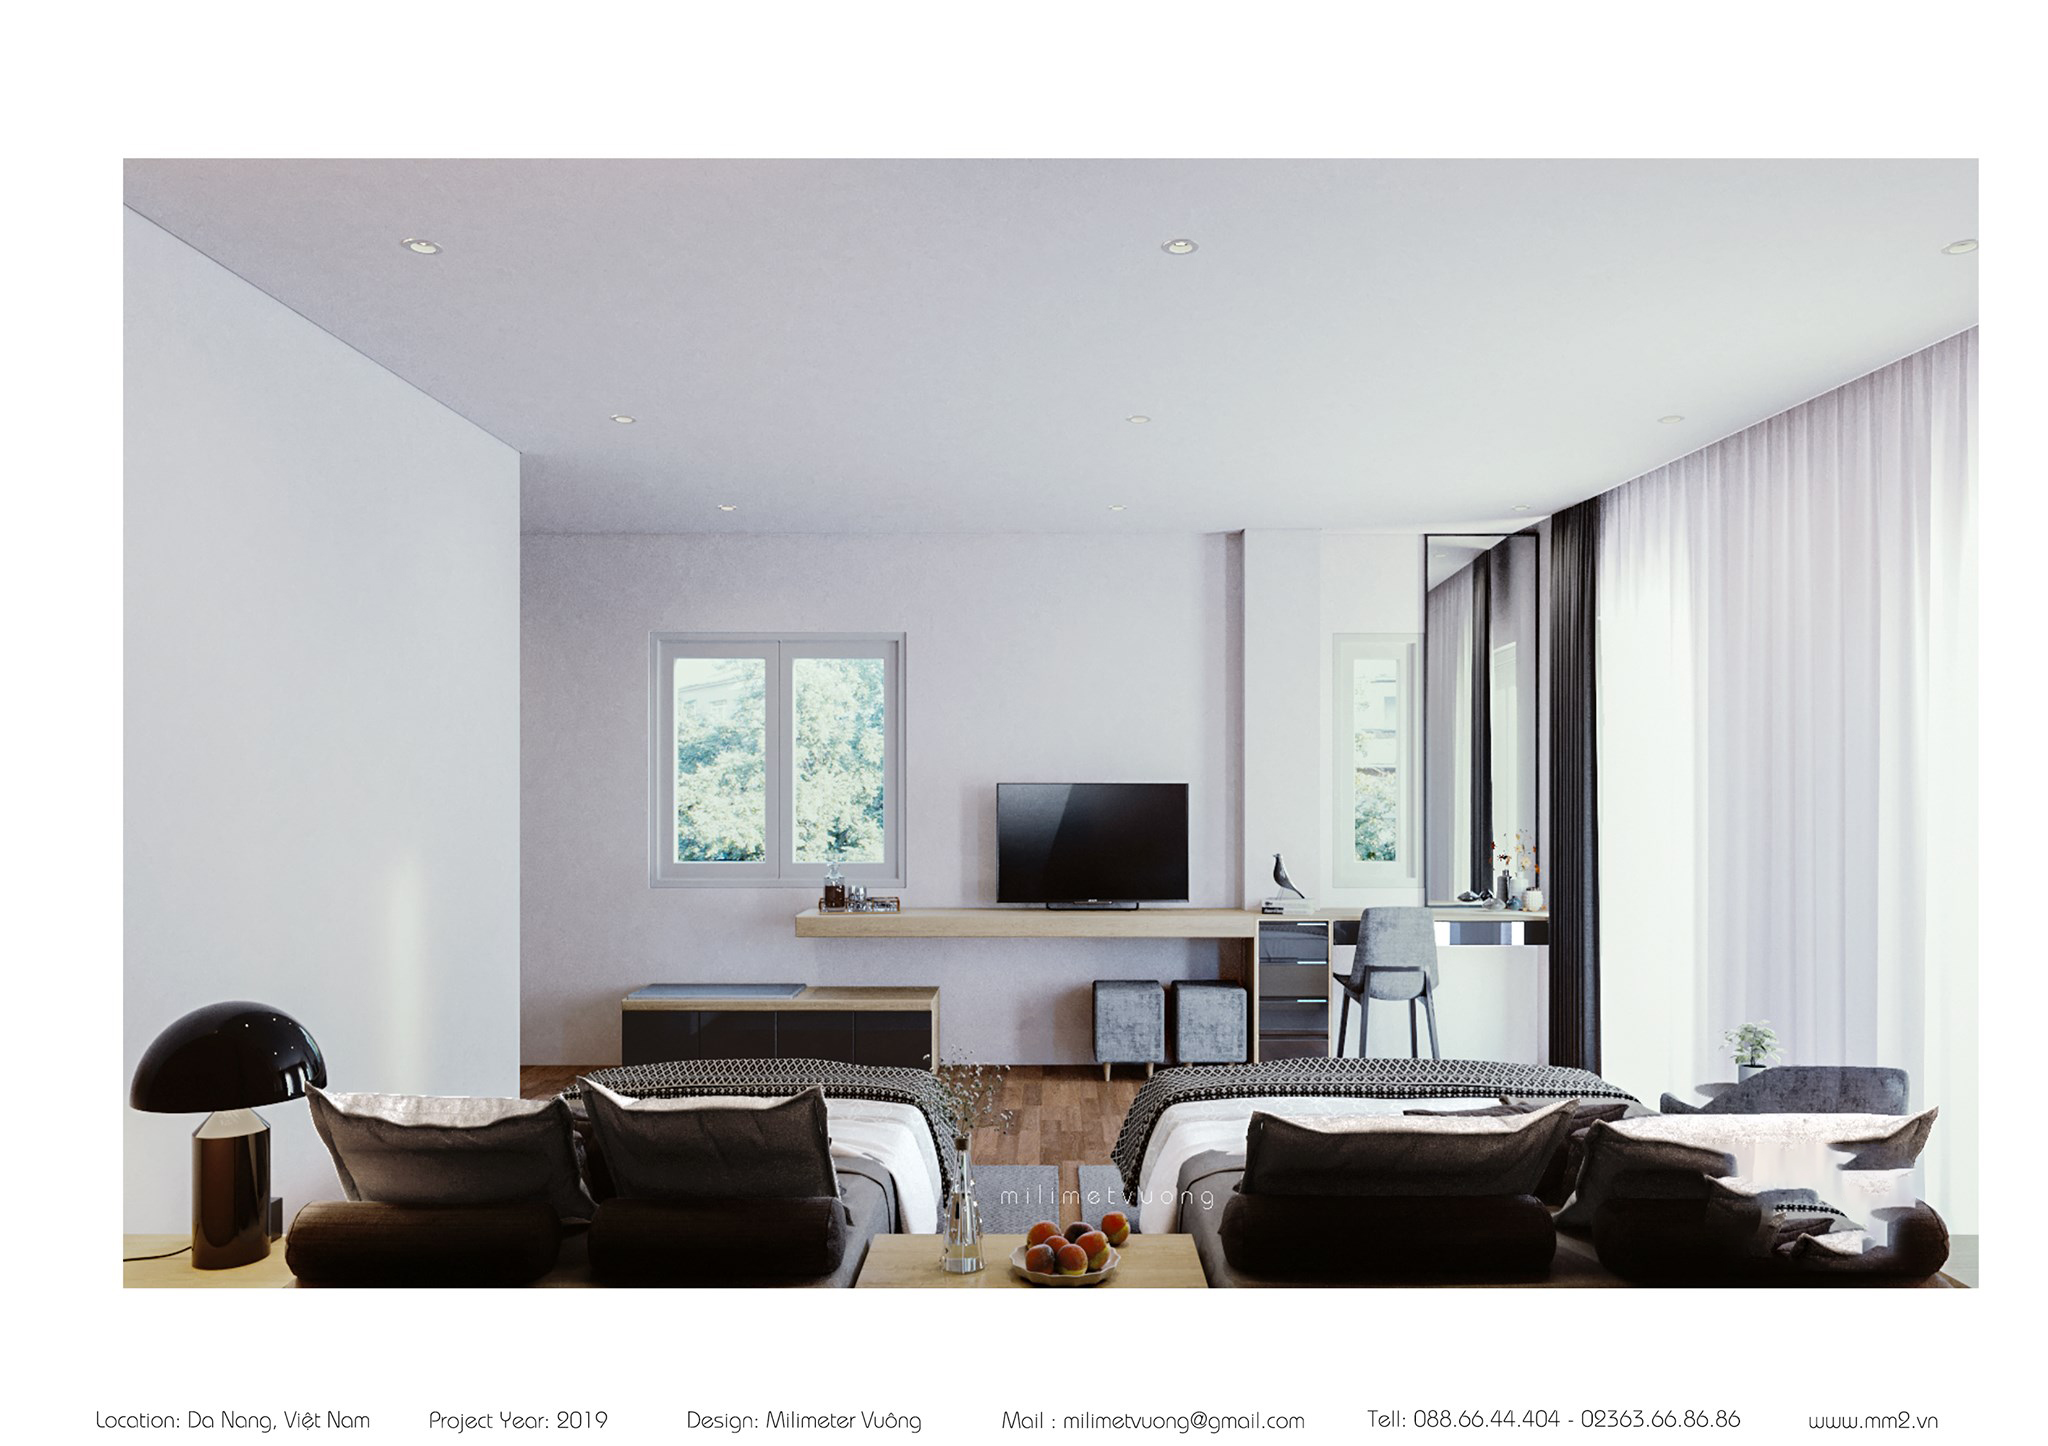 milimetvuong
Location: Da Nang, Việt Nam
Project Year: 2019
Design: Milimeter Vuông
Mail : milimetvuong@gmail.com
Tell: 088.66.44.404 - 02363.66.86.86
www.mm2.vn